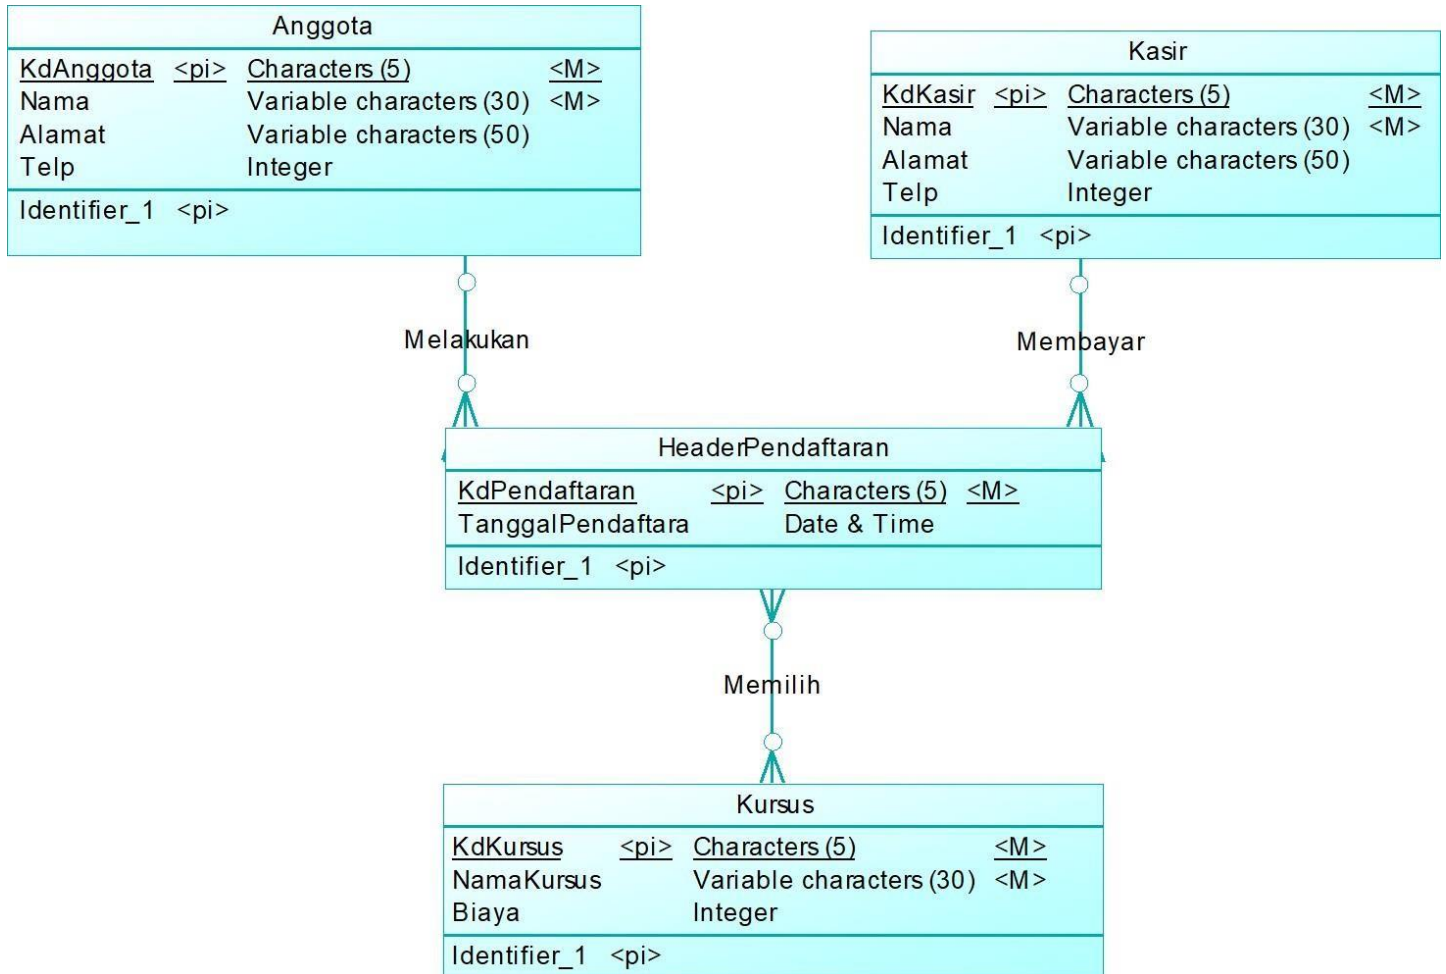 Anggota
KdAnggota <pi> Characters (5) <M>
Nama Variable characters (30) <M>
Alamat Variable characters (50)
Telp Integer
Identifier_1 <pi>
Kasir
KdKasir <pi> Characters (5) <M>
Nama Variable characters (30) <M>
Alamat Variable characters (50)
Telp Integer
Identifier_1 <pi>
Melakukan
Membayar
HeaderPendaftaran
KdPendaftaran <pi> Characters (5) <M>
TanggalPendaftara Date & Time
Identifier_1 <pi>
Memilih
Kursus
KdKursus <pi> Characters (5) <M>
NamaKursus Variable characters (30) <M>
Biaya Integer
Identifier_1 <pi>